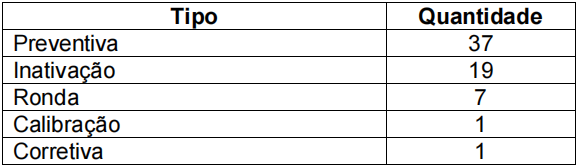 Tipo Quantidade
Preventiva 37
Inativação 19
Ronda 7
Calibração 1
Corretiva 1